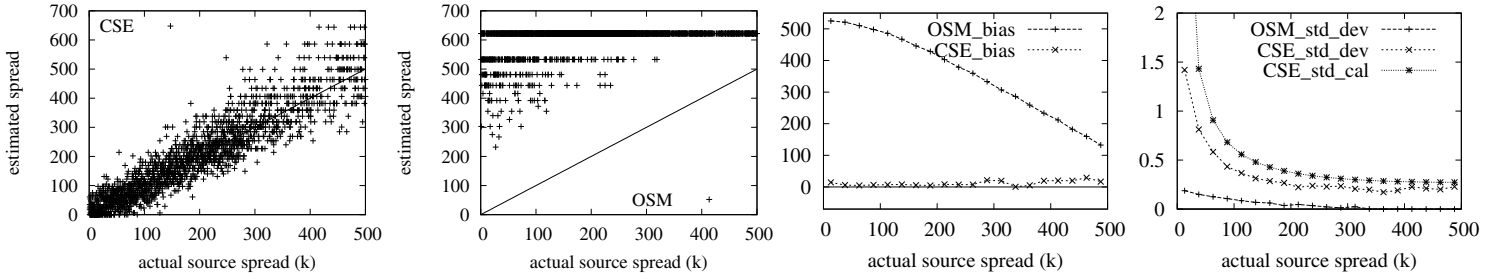 CSE
700
600
500
400
300
200
100
0
0 100 200 300 400 500
estimated spread
actual source spread (k)
OSM
700
600
500
400
300
200
100
0
0 100 200 300 400 500
estimated spread
actual source spread (k)
OSM_bias
CSE_bias
500
400
300
200
100
0
0 100 200 300 400 500
actual source spread (k)
OSM_std_dev
CSE_std_dev
CSE_std_cal
2
1.5
1
0.5
0
0 100 200 300 400 500
actual source spread (k)